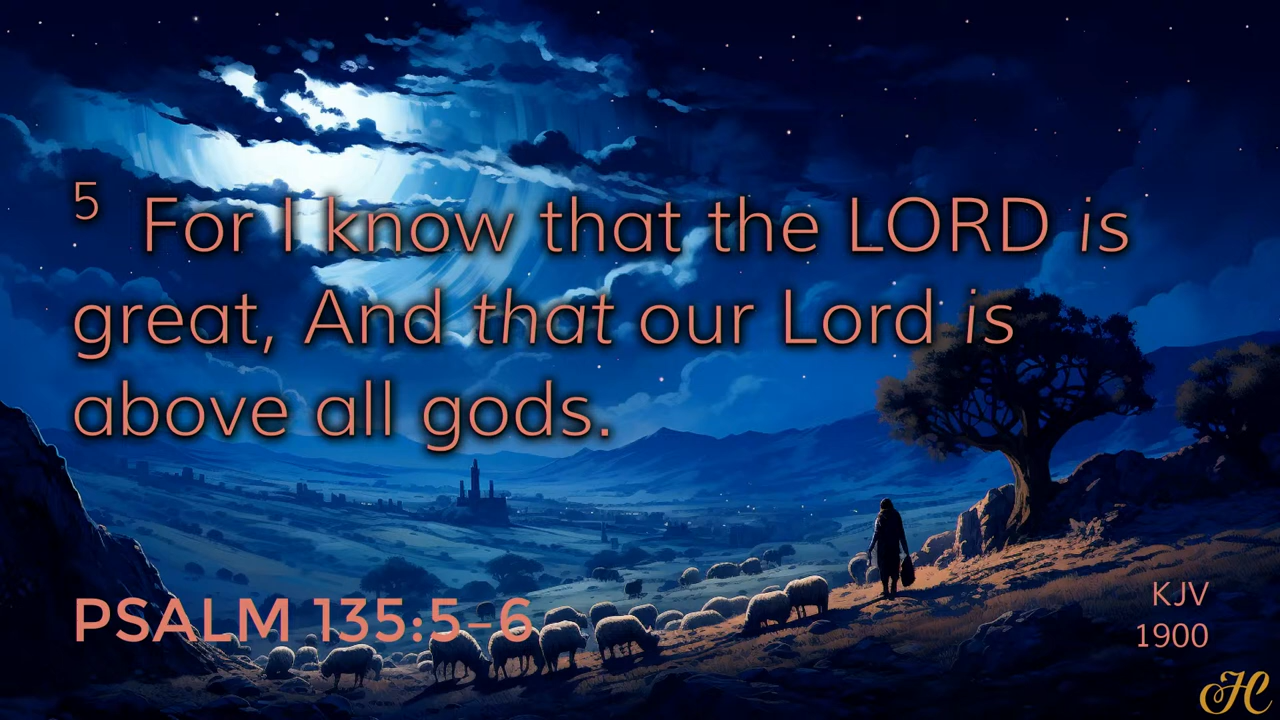 5 For I know that the LORD is
great, And that our Lord is
above all gods.
PSALM 135:5–6
KJV
1900
JC